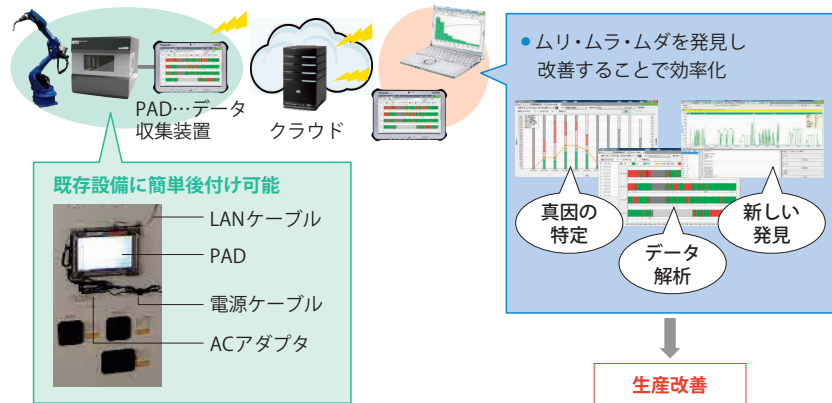 PAD…データ
収集装置
クラウド
既存設備に簡単後付け可能
LANケーブル
PAD
電源ケーブル
ACアダプタ
● ムリ・ムラ・ムダを発見し
改善することで効率化
真因の
特定
データ
解析
新しい
発見
生産改善